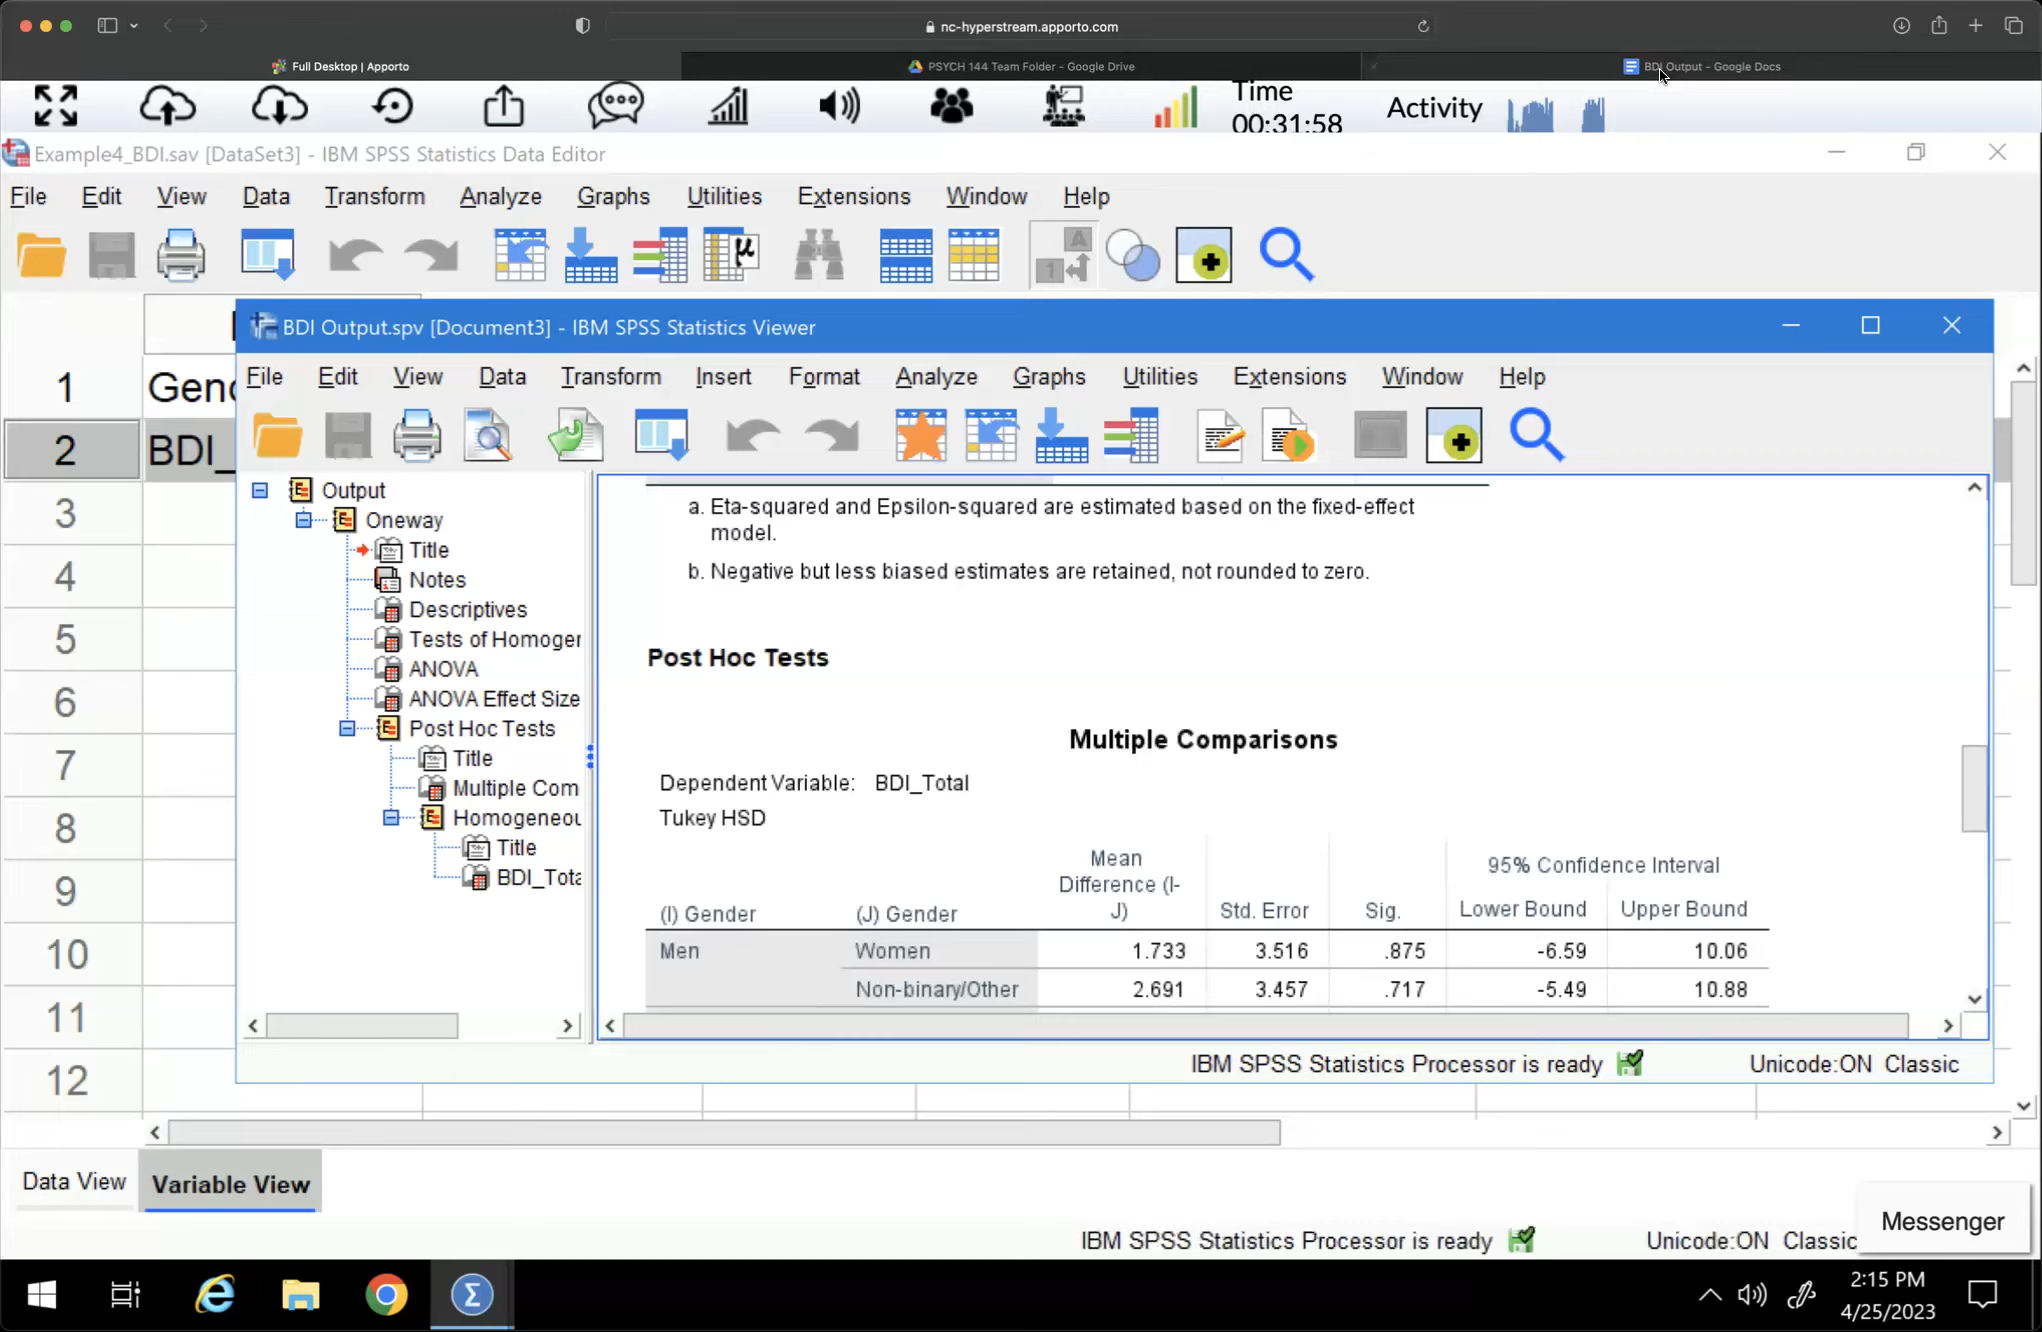 nc-hyperstream.apporto.com
Full Desktop | Apporto
PSYCH 144 Team Folder - Google Drive
BDI Output - Google Docs
Time
00:31:58
Activity
Example4_BDI.sav [DataSet3] - IBM SPSS Statistics Data Editor
File Edit View Data Transform Analyze Graphs Utilities Extensions Window Help
BDI Output.spv [Document3] - IBM SPSS Statistics Viewer
File Edit View Data Transform Insert Format Analyze Graphs Utilities Extensions Window Help
1 Gend
2 BDI_
3
4
5
6
7
8
9
10
11
12
Output
Oneway
Title
Notes
Descriptives
Tests of Homoger
ANOVA
ANOVA Effect Size
Post Hoc Tests
Title
Multiple Com
Homogeneou
Title
BDI_Tota
a. Eta-squared and Epsilon-squared are estimated based on the fixed-effect
model.
b. Negative but less biased estimates are retained, not rounded to zero.
Post Hoc Tests
Multiple Comparisons
Dependent Variable: BDI_Total
Tukey HSD
Mean
Difference (I-
J)
95% Confidence Interval
(I) Gender (J) Gender Std. Error Sig. Lower Bound Upper Bound
Men Women 1.733 3.516 .875 -6.59 10.06
Non-binary/Other 2.691 3.457 .717 -5.49 10.88
IBM SPSS Statistics Processor is ready Unicode:ON Classic
Data View Variable View
Messenger
IBM SPSS Statistics Processor is ready Unicode:ON Classic
2:15 PM
4/25/2023